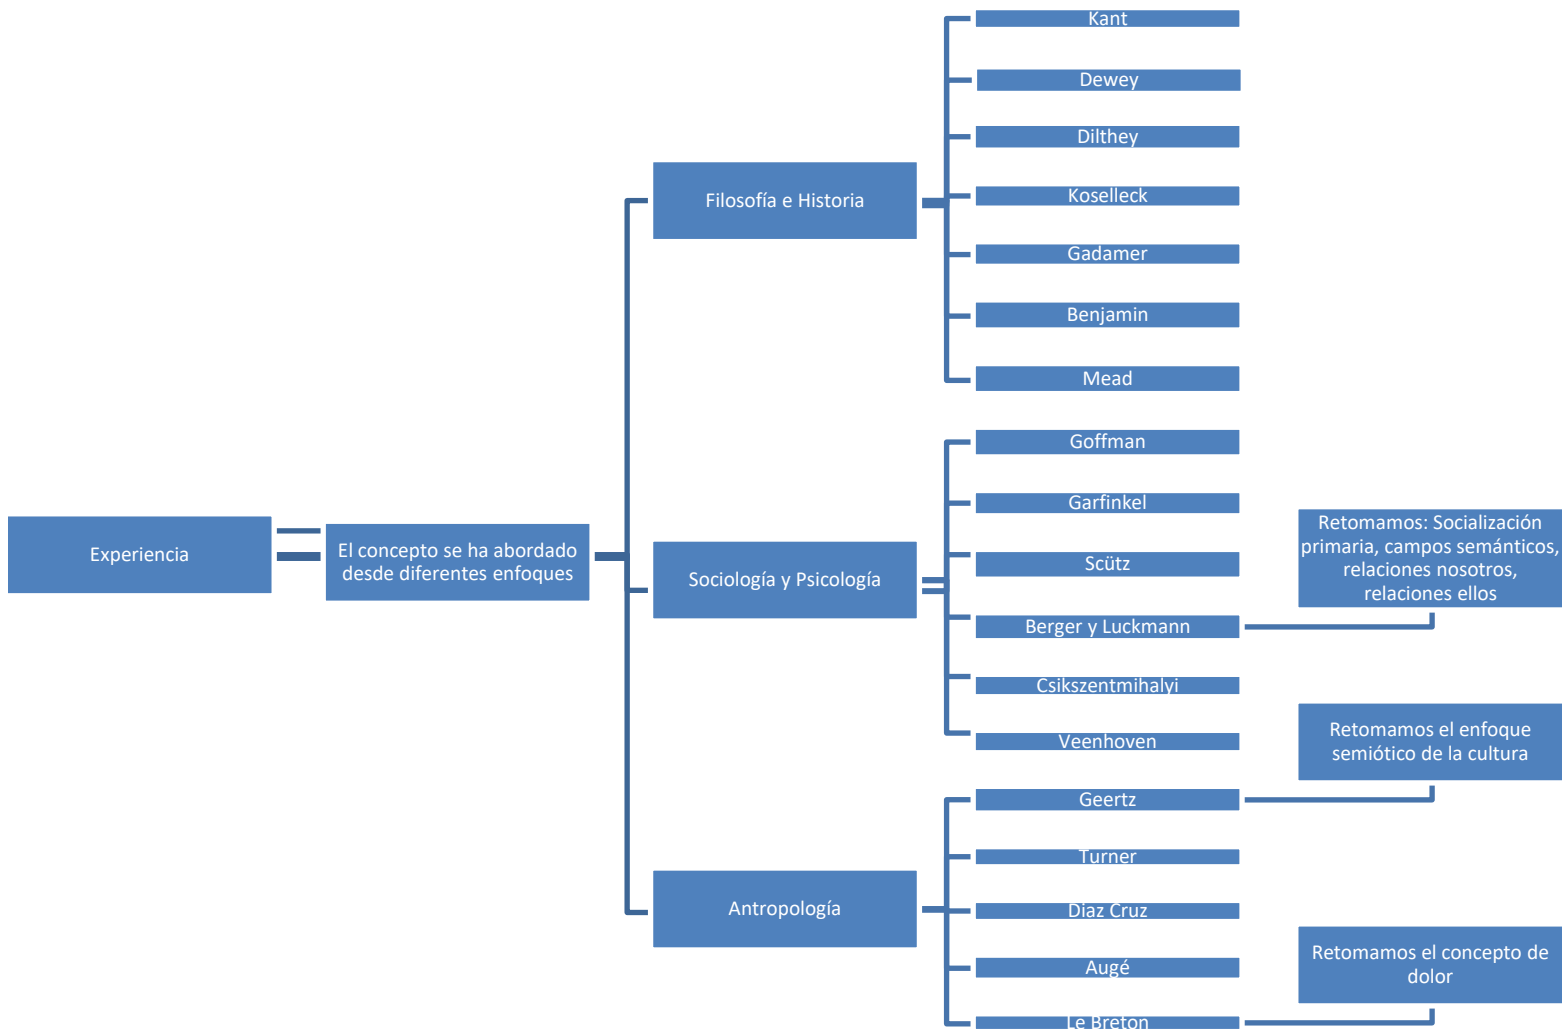 Experiencia
El concepto se ha abordado
desde diferentes enfoques
Filosofía e Historia
Kant
Dewey
Dilthey
Koselleck
Gadamer
Benjamin
Mead
Sociología y Psicología
Goffman
Garfinkel
Scütz
Berger y Luckmann
Retomamos: Socialización
primaria, campos semánticos,
relaciones nosotros,
relaciones ellos
Csikszentmihalyi
Veenhoven
Antropología
Geertz
Retomamos el enfoque
semiótico de la cultura
Turner
Diaz Cruz
Augé
Le Breton
Retomamos el concepto de
dolor